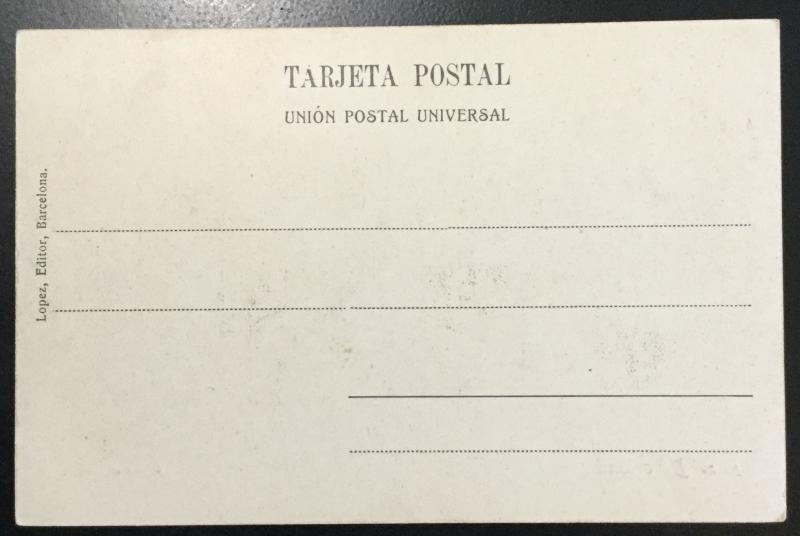 TARJETA POSTAL
UNIÓN POSTAL UNIVERSAL
Lopez, Editor, Barcelona.